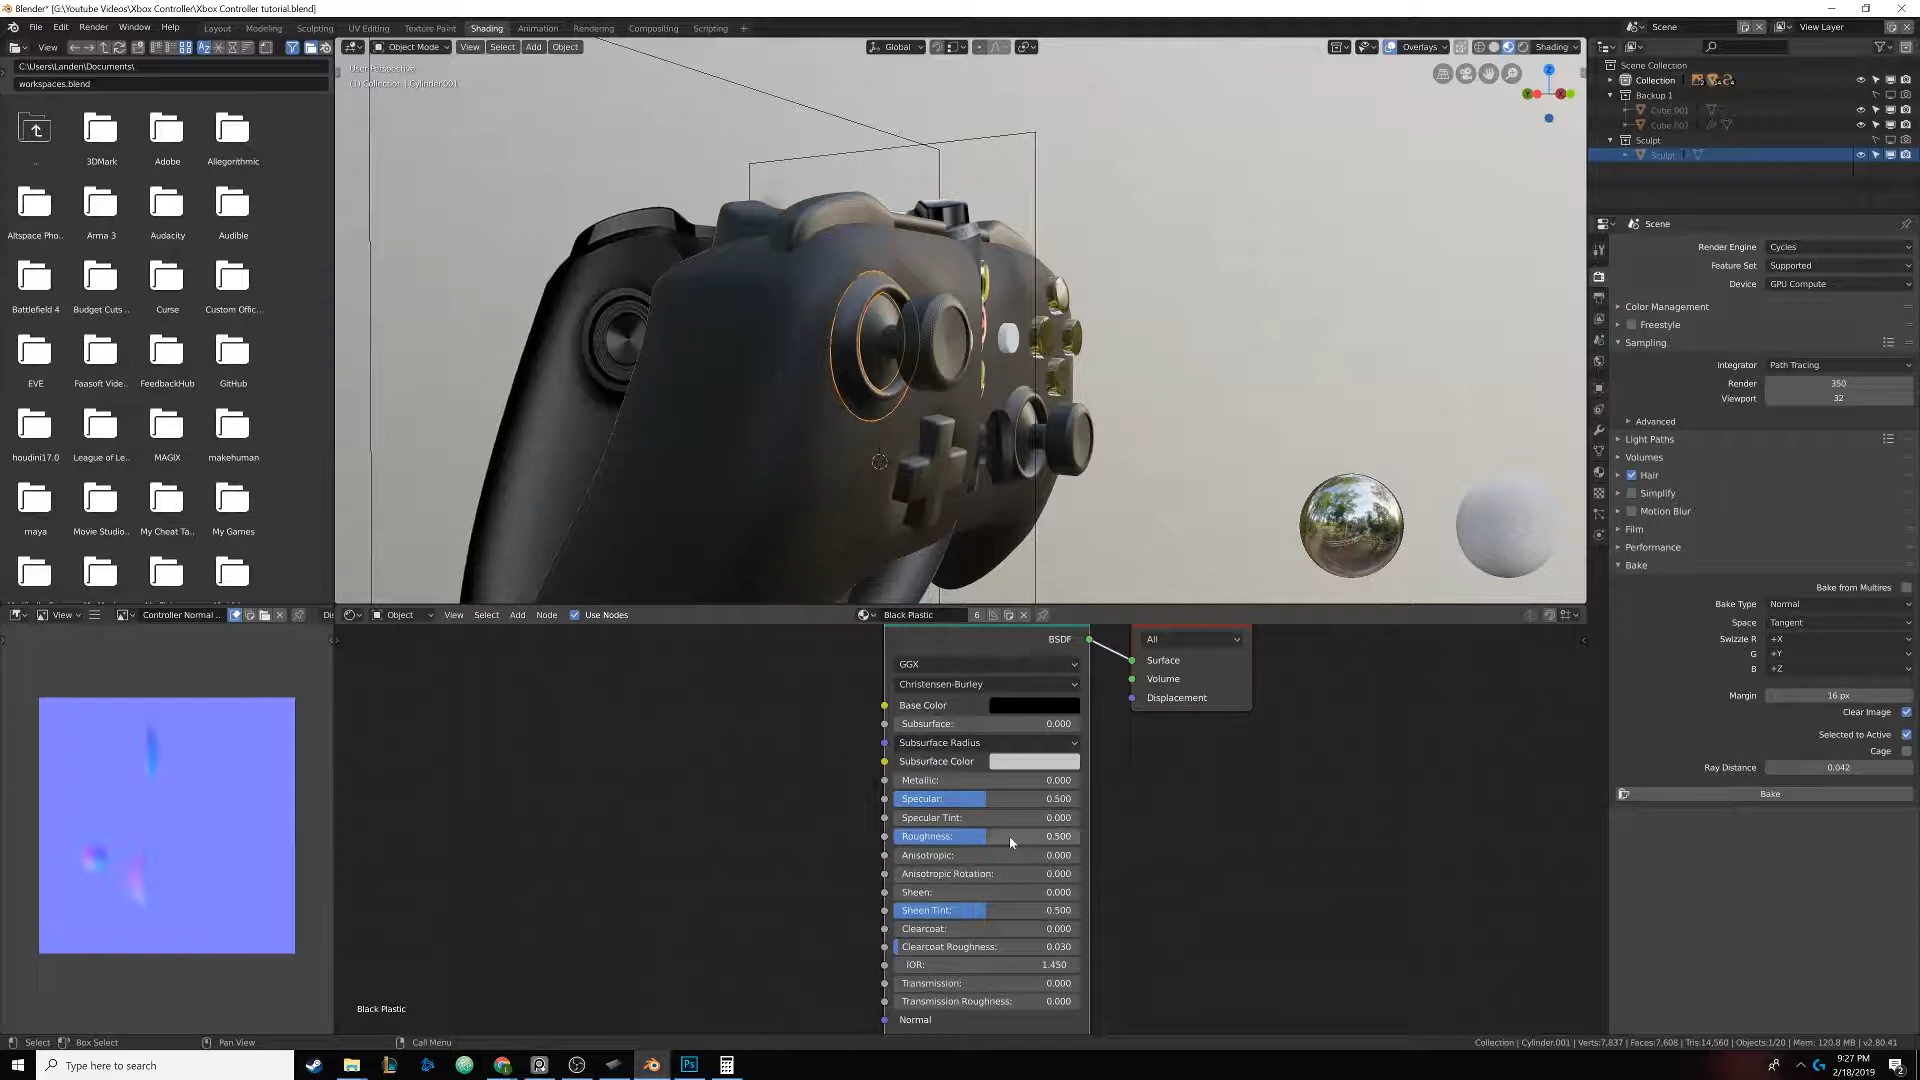 Blender* [G:\Youtube Videos\Xbox Controller\Xbox Controller tutorial.blend]
File Edit Render Window Help Layout Modeling Sculpting UV Editing Texture Paint Shading Animation Rendering Compositing Scripting + Scene View Layer
View Object Mode View Select Add Object Global Overlays Shading
C:\Users\Landen\Documents\
workspaces.blend
..
3DMark
Adobe
Allegorithmic
Altspace Pho..
Arma 3
Audacity
Audible
Battlefield 4
Budget Cuts ..
Curse
Custom Offic...
EVE
Faasoft Vide..
FeedbackHub
GitHub
houdini17.0
League of Le..
MAGIX
makehuman
maya
Movie Studio..
My Cheat Ta..
My Games
User Perspective
(1) Collection | Cylinder.001
Z
Scene Collection
Collection
Backup 1
Cube.001
Cube.002
Sculpt
Sculpt
Scene
Render Engine Cycles
Feature Set Supported
Device GPU Compute
Color Management
Freestyle
Sampling
Integrator Path Tracing
Render 350
Viewport 32
Advanced
Light Paths
Volumes
Hair
Simplify
Motion Blur
Film
Performance
Bake
Bake from Multires
Bake Type Normal
Space Tangent
Swizzle R +X
G +Y
B +Z
Margin 16 px
Clear Image
Selected to Active
Cage
Ray Distance 0.042
Bake
View Controller Normal ..
Object View Select Add Node Use Nodes Black Plastic 6
BSDF
GGX
Christensen-Burley
Base Color
Subsurface: 0.000
Subsurface Radius
Subsurface Color
Metallic: 0.000
Specular: 0.500
Specular Tint: 0.000
Roughness: 0.500
Anisotropic: 0.000
Anisotropic Rotation: 0.000
Sheen: 0.000
Sheen Tint: 0.500
Clearcoat: 0.000
Clearcoat Roughness: 0.030
IOR: 1.450
Transmission: 0.000
Transmission Roughness: 0.000
Normal
All
Surface
Volume
Displacement
Black Plastic
Select Box Select Pan View Call Menu
Collection | Cylinder.001 | Verts:7,837 | Faces:7,608 | Tris:14,560 | Objects:1/20 | Mem: 120.8 MB | v2.80.41
Type here to search
Ps
9:27 PM
2/18/2019
2